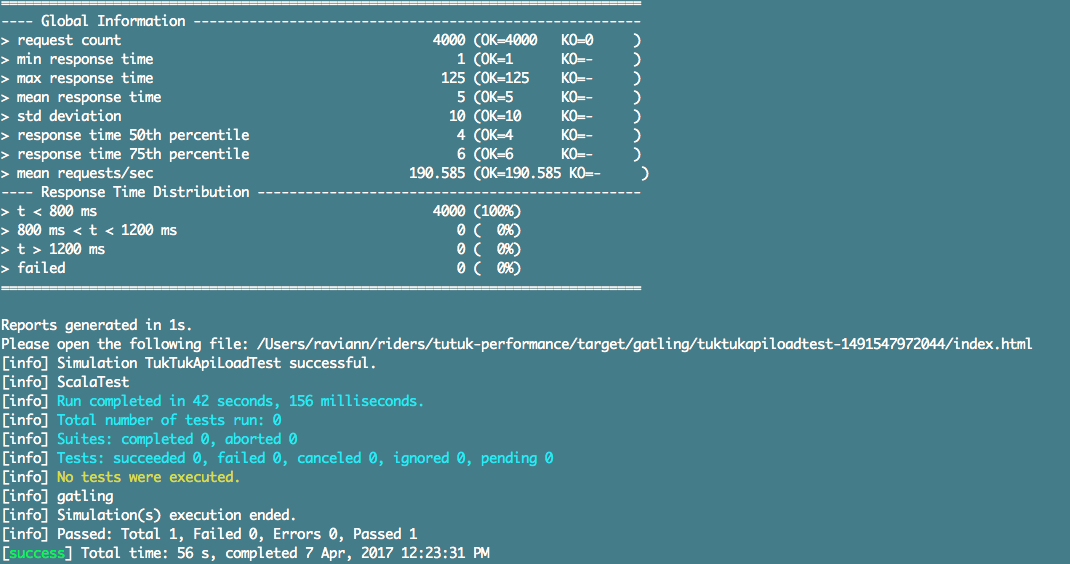 ================================================================================
---- Global Information --------------------------------------------------------
> request count                                       4000 (OK=4000   KO=0     )
> min response time                                      1 (OK=1      KO=-     )
> max response time                                    125 (OK=125    KO=-     )
> mean response time                                     5 (OK=5      KO=-     )
> std deviation                                         10 (OK=10     KO=-     )
> response time 50th percentile                          4 (OK=4      KO=-     )
> response time 75th percentile                          6 (OK=6      KO=-     )
> mean requests/sec                                190.585 (OK=190.585 KO=-     )
---- Response Time Distribution ------------------------------------------------
> t < 800 ms                                          4000 (100%)
> 800 ms < t < 1200 ms                                   0 (  0%)
> t > 1200 ms                                            0 (  0%)
> failed                                                 0 (  0%)
================================================================================
Reports generated in 1s.
Please open the following file: /Users/raviann/riders/tutuk-performance/target/gatling/tuktukapiloadtest-1491547972044/index.html
[info] Simulation TukTukApiLoadTest successful.
[info] ScalaTest
[info] Run completed in 42 seconds, 156 milliseconds.
[info] Total number of tests run: 0
[info] Suites: completed 0, aborted 0
[info] Tests: succeeded 0, failed 0, canceled 0, ignored 0, pending 0
[info] No tests were executed.
[info] gatling
[info] Simulation(s) execution ended.
[info] Passed: Total 1, Failed 0, Errors 0, Passed 1
[success] Total time: 56 s, completed 7 Apr, 2017 12:23:31 PM